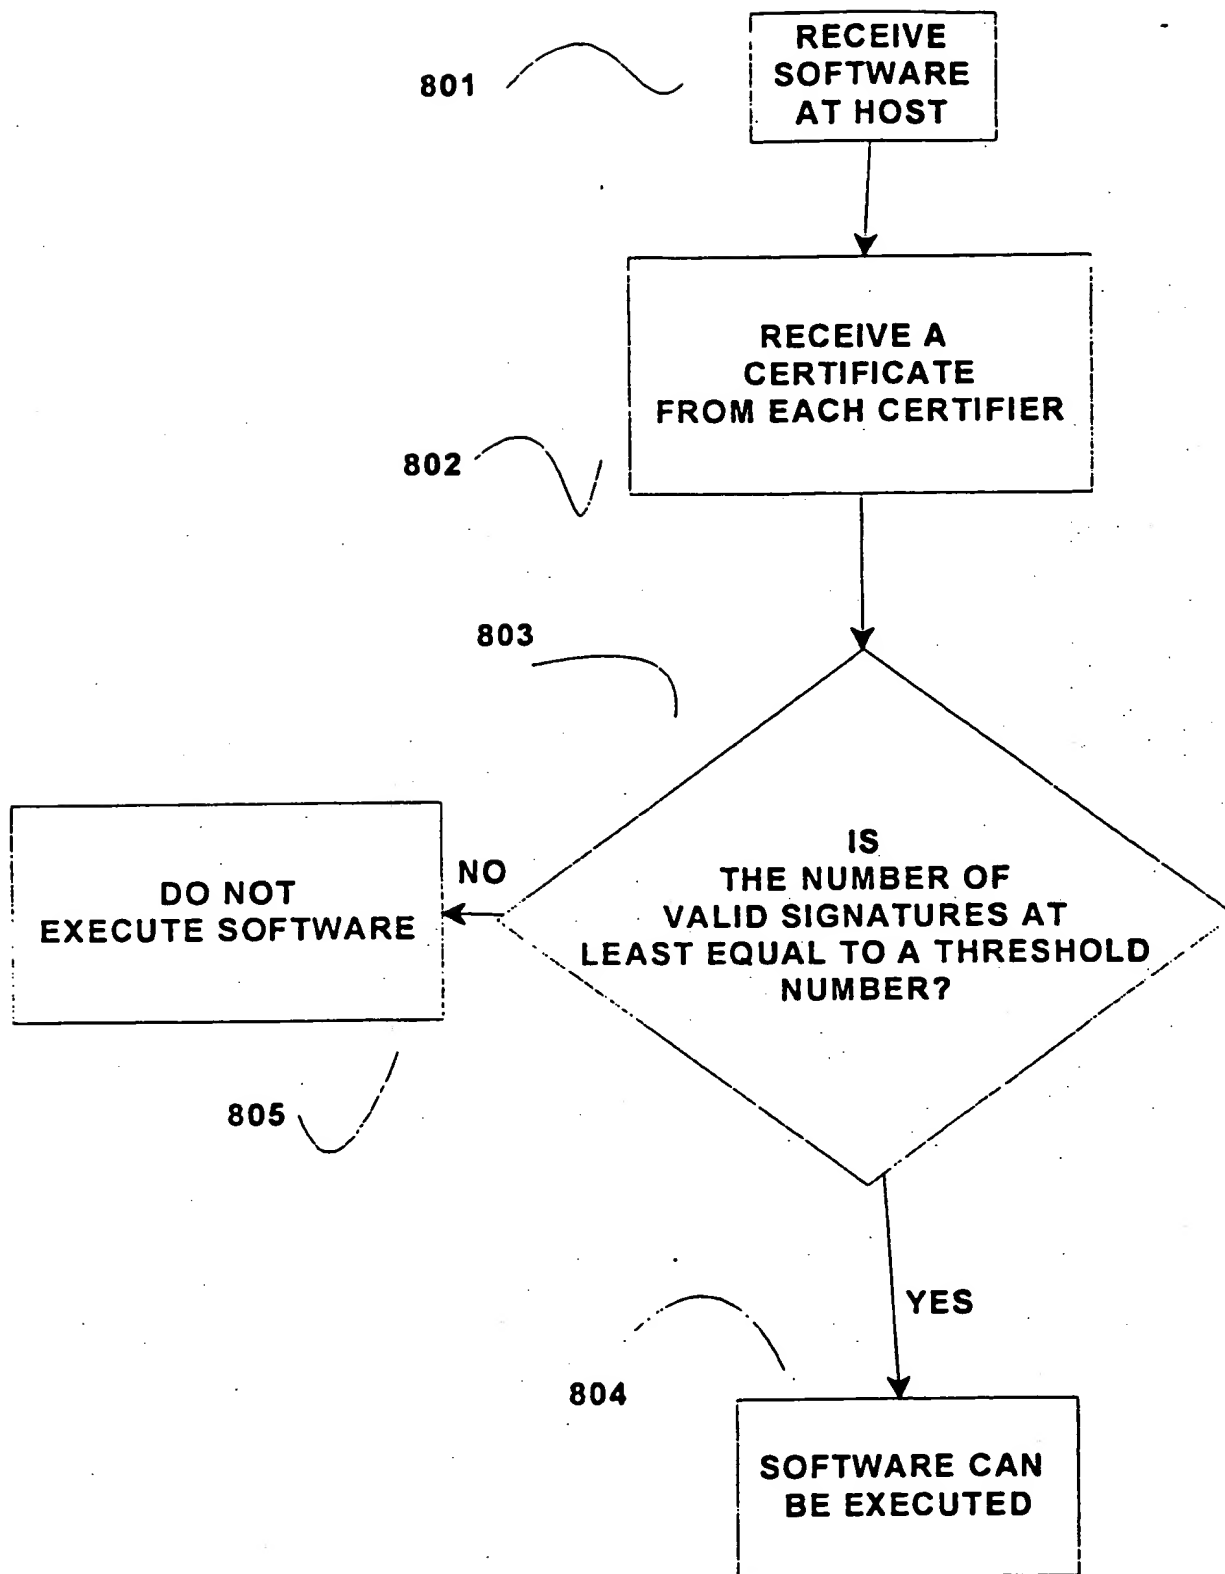 RECEIVE
SOFTWARE
AT HOST
801
RECEIVE A
CERTIFICATE
FROM EACH CERTIFIER
802
803
IS
THE NUMBER OF
VALID SIGNATURES AT
LEAST EQUAL TO A THRESHOLD
NUMBER?
NO
DO NOT
EXECUTE SOFTWARE
805
YES
804
SOFTWARE CAN
BE EXECUTED